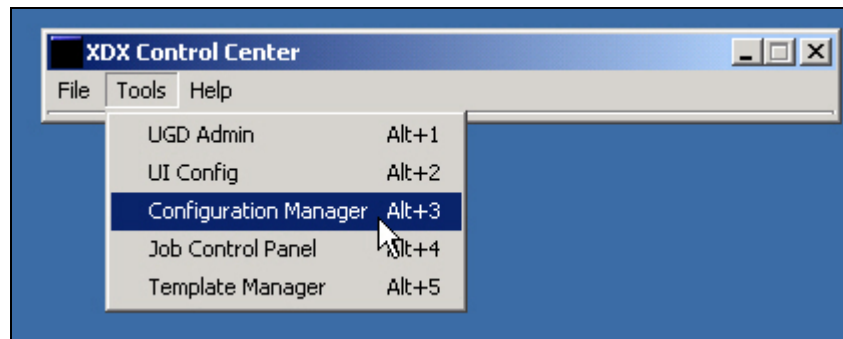 XDX Control Center
File Tools Help
UGD Admin Alt+1
UI Config Alt+2
Configuration Manager Alt+3
Job Control Panel Alt+4
Template Manager Alt+5